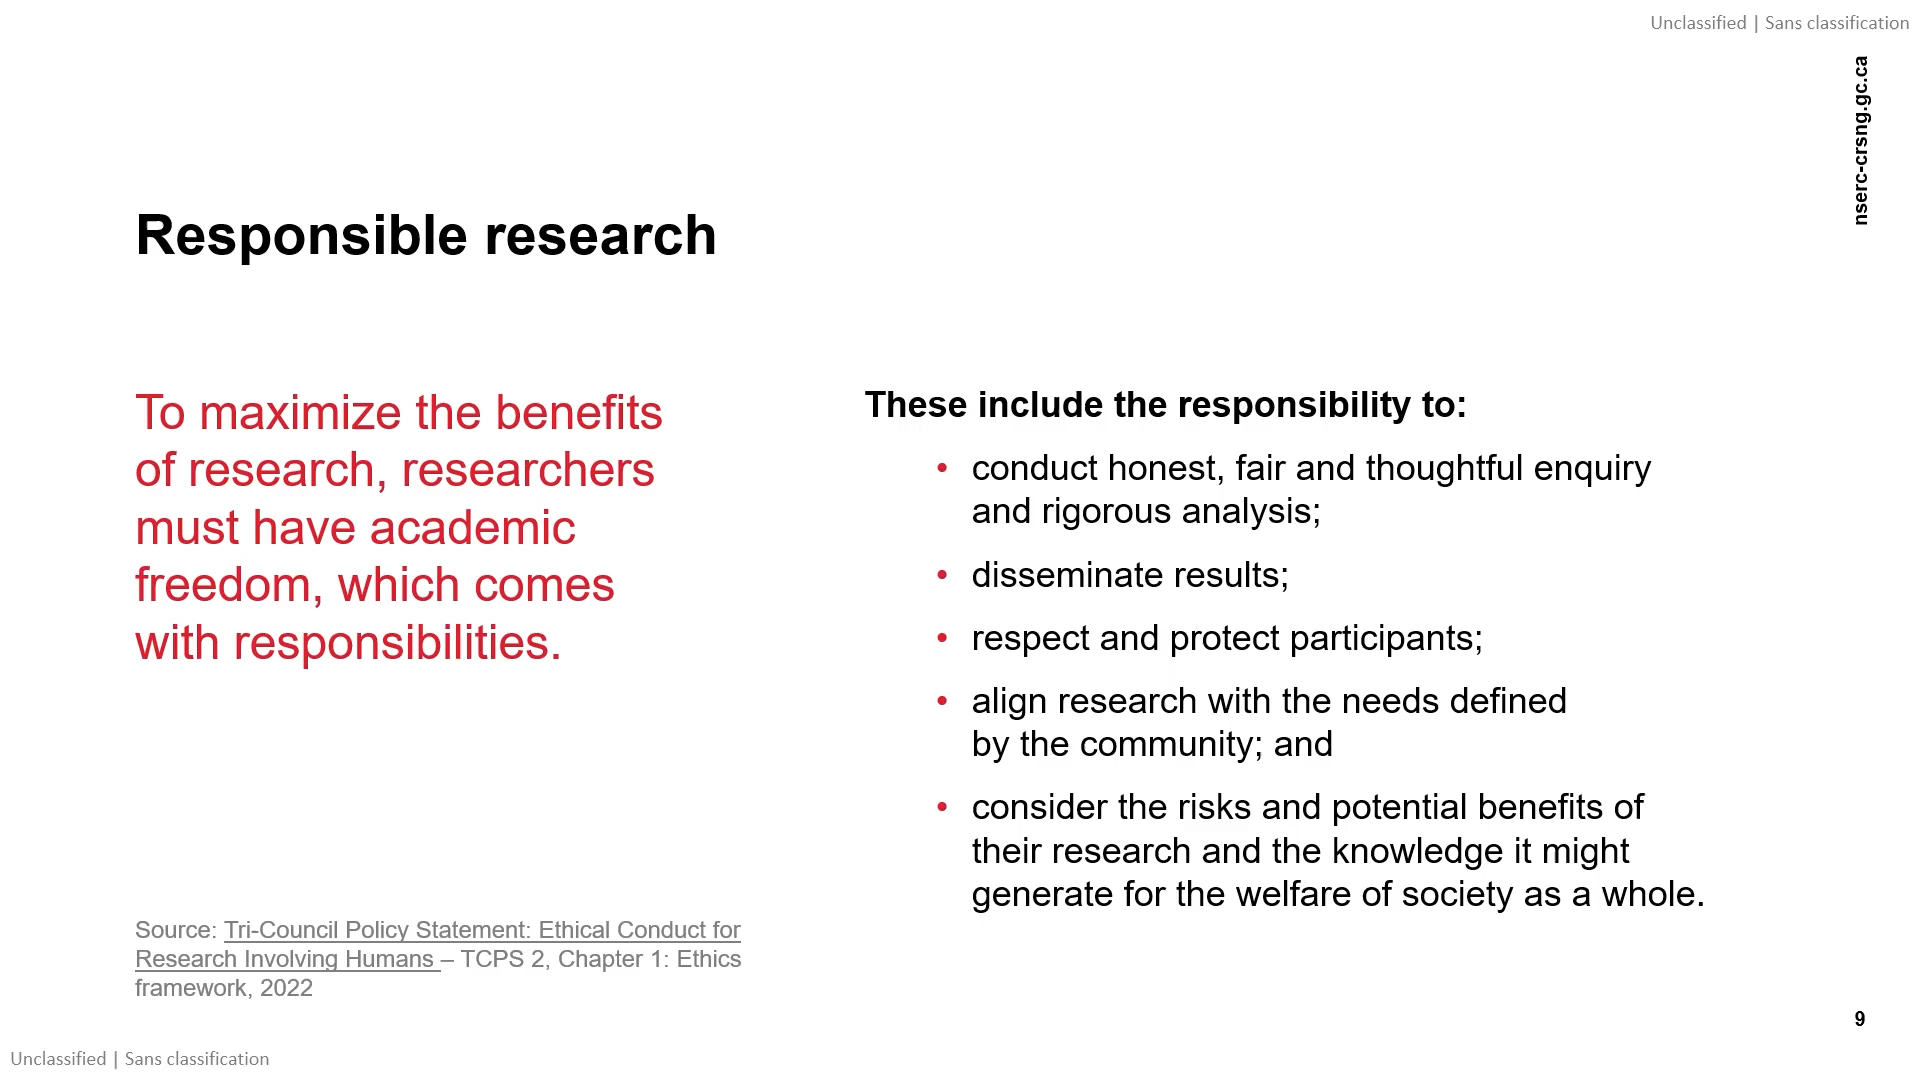 Unclassified | Sans classification
nserc-crsng.gc.ca
Responsible research
To maximize the benefits
of research, researchers
must have academic
freedom, which comes
with responsibilities.
These include the responsibility to:
• conduct honest, fair and thoughtful enquiry
and rigorous analysis;
• disseminate results;
• respect and protect participants;
• align research with the needs defined
by the community; and
• consider the risks and potential benefits of
their research and the knowledge it might
generate for the welfare of society as a whole.
Source: Tri-Council Policy Statement: Ethical Conduct for
Research Involving Humans – TCPS 2, Chapter 1: Ethics
framework, 2022
9
Unclassified | Sans classification